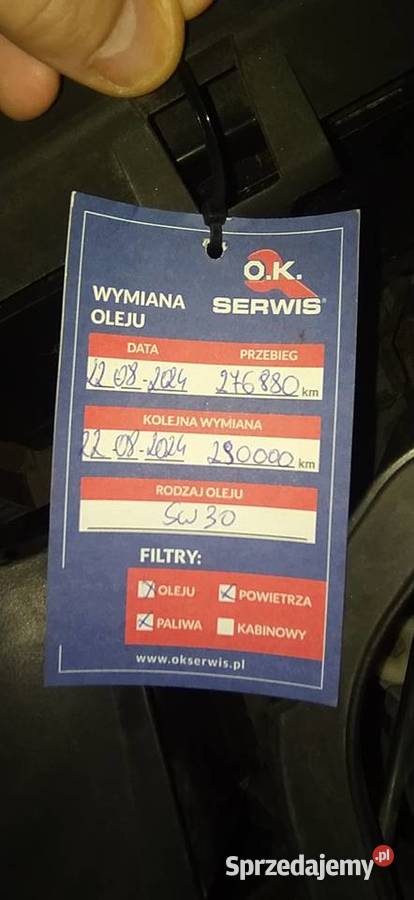 O.K.
SERWIS®
WYMIANA
OLEJU
DATA PRZEBIEG
22 08-2024 276880 km
KOLEJNA WYMIANA
22 08-2024 290000 km
RODZAJ OLEJU
5W30
FILTRY:
OLEJU POWIETRZA
PALIWA KABINOWY
www.okserwis.pl
Sprzedajemy.pl